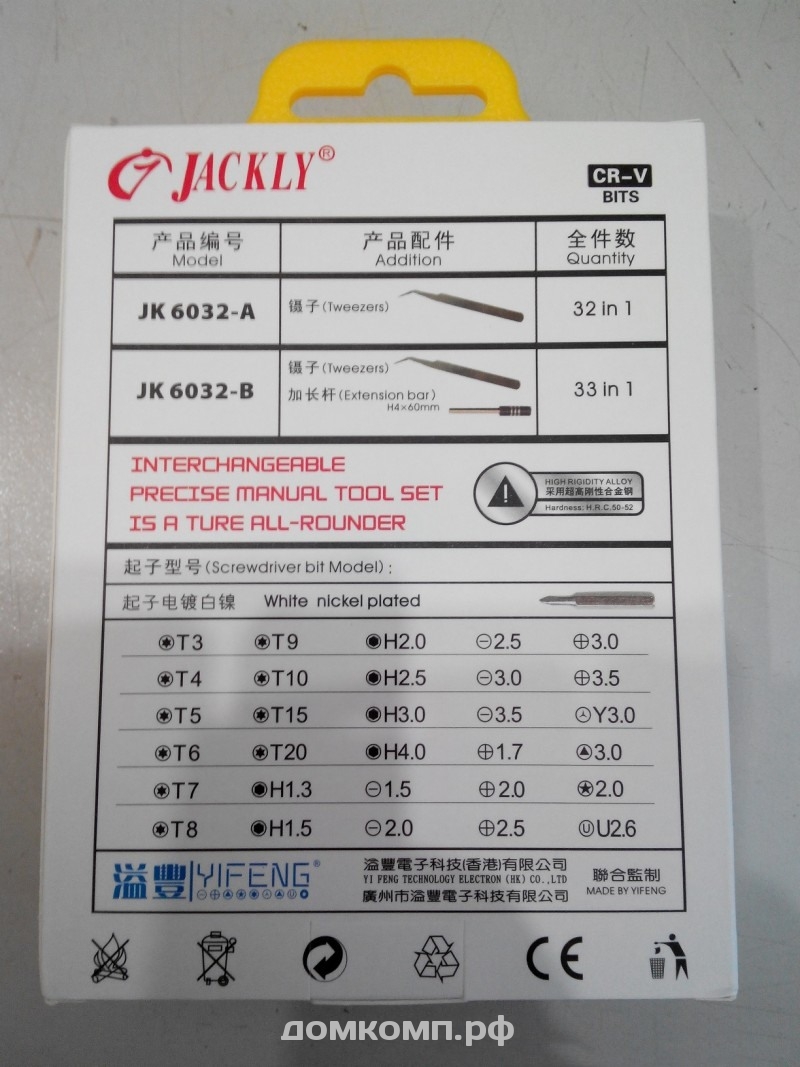 JACKLY®
CR-V
BITS
产品编号 产品配件 全件数
Model Addition Quantity
JK 6032-A 镊子(Tweezers) 32 in 1
JK 6032-B 镊子(Tweezers) 33 in 1
加长杆(Extension bar)
H4×60mm
INTERCHANGEABLE
PRECISE MANUAL TOOL SET
IS A TURE ALL-ROUNDER
HIGH RIGIDITY ALLOY
采用超高刚性合金钢
Hardness: H.R.C.50-52
起子型号(Screwdriver bit Model):
起子电镀白镍 White nickel plated
T3 T9 H2.0 2.5 3.0
T4 T10 H2.5 3.0 3.5
T5 T15 H3.0 3.5 Y3.0
T6 T20 H4.0 1.7 3.0
T7 H1.3 1.5 2.0 2.0
T8 H1.5 2.0 2.5 U2.6
溢豐 YIFENG®
溢豐電子科技(香港)有限公司
YI FENG TECHNOLOGY ELECTRON (HK) CO.,LTD
廣州市溢豐電子科技有限公司
聯合監制
MADE BY YIFENG
CE
домкомп.рф